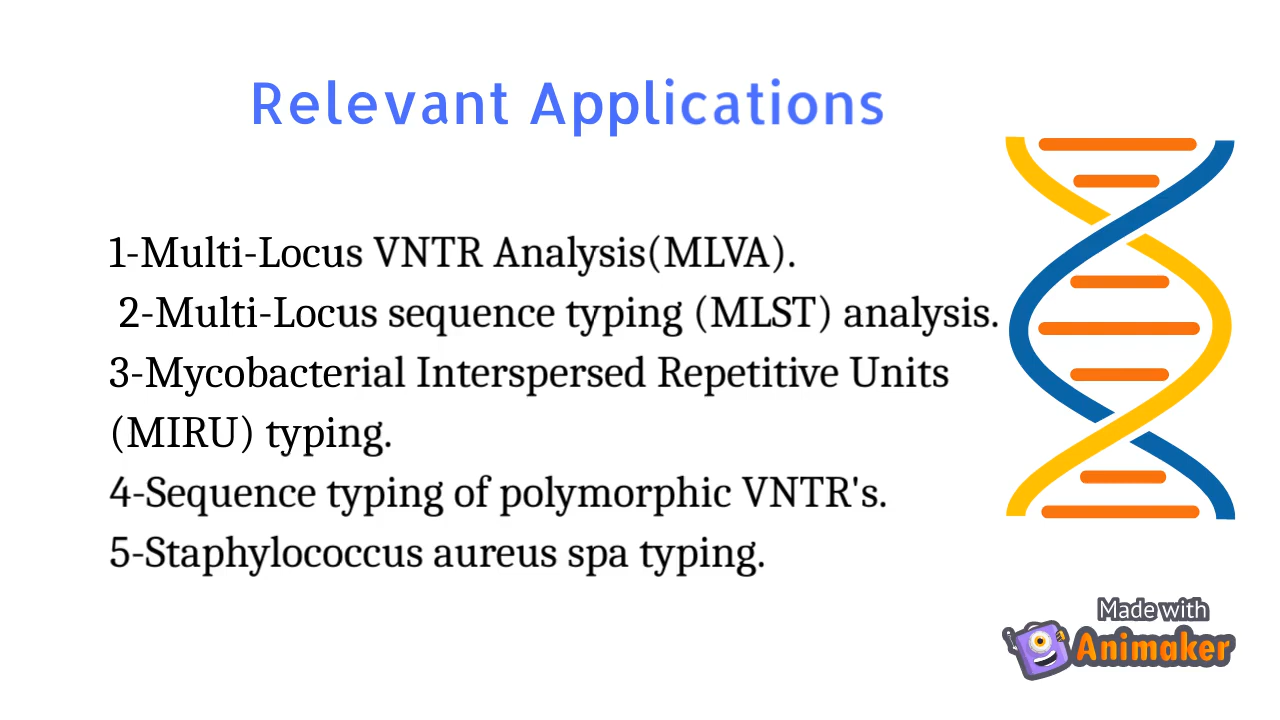 Relevant Applications
1-Multi-Locus VNTR Analysis(MLVA).
2-Multi-Locus sequence typing (MLST) analysis.
3-Mycobacterial Interspersed Repetitive Units
(MIRU) typing.
4-Sequence typing of polymorphic VNTR's.
5-Staphylococcus aureus spa typing.
Made with
Animaker